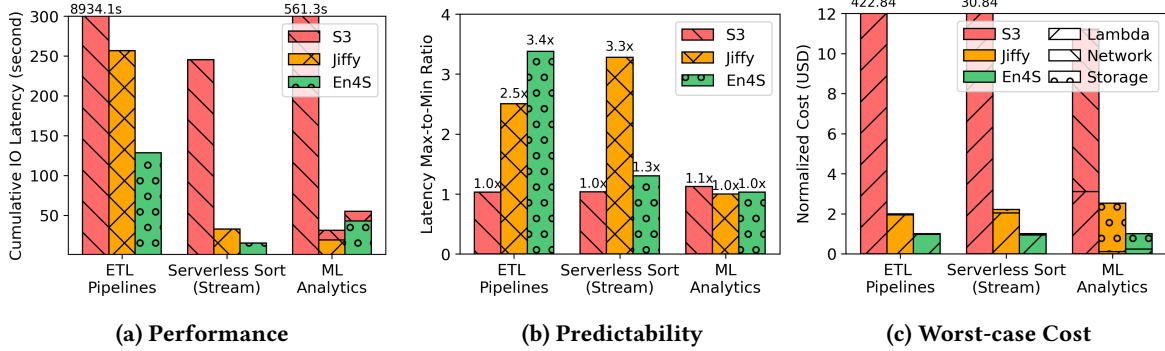 8934.1s
561.3s
Cumulative IO Latency (second)
300
250
200
150
100
50
S3
Jiffy
En4S
ETL
Pipelines
Serverless Sort
(Stream)
ML
Analytics
(a) Performance
Latency Max-to-Min Ratio
4
3
2
1
0
1.0x
2.5x
3.4x
1.0x
3.3x
1.3x
1.1x
1.0x
1.0x
S3
Jiffy
En4S
ETL
Pipelines
Serverless Sort
(Stream)
ML
Analytics
(b) Predictability
422.84
30.84
Normalized Cost (USD)
12
10
8
6
4
2
0
S3
Jiffy
En4S
Lambda
Network
Storage
ETL
Pipelines
Serverless Sort
(Stream)
ML
Analytics
(c) Worst-case Cost